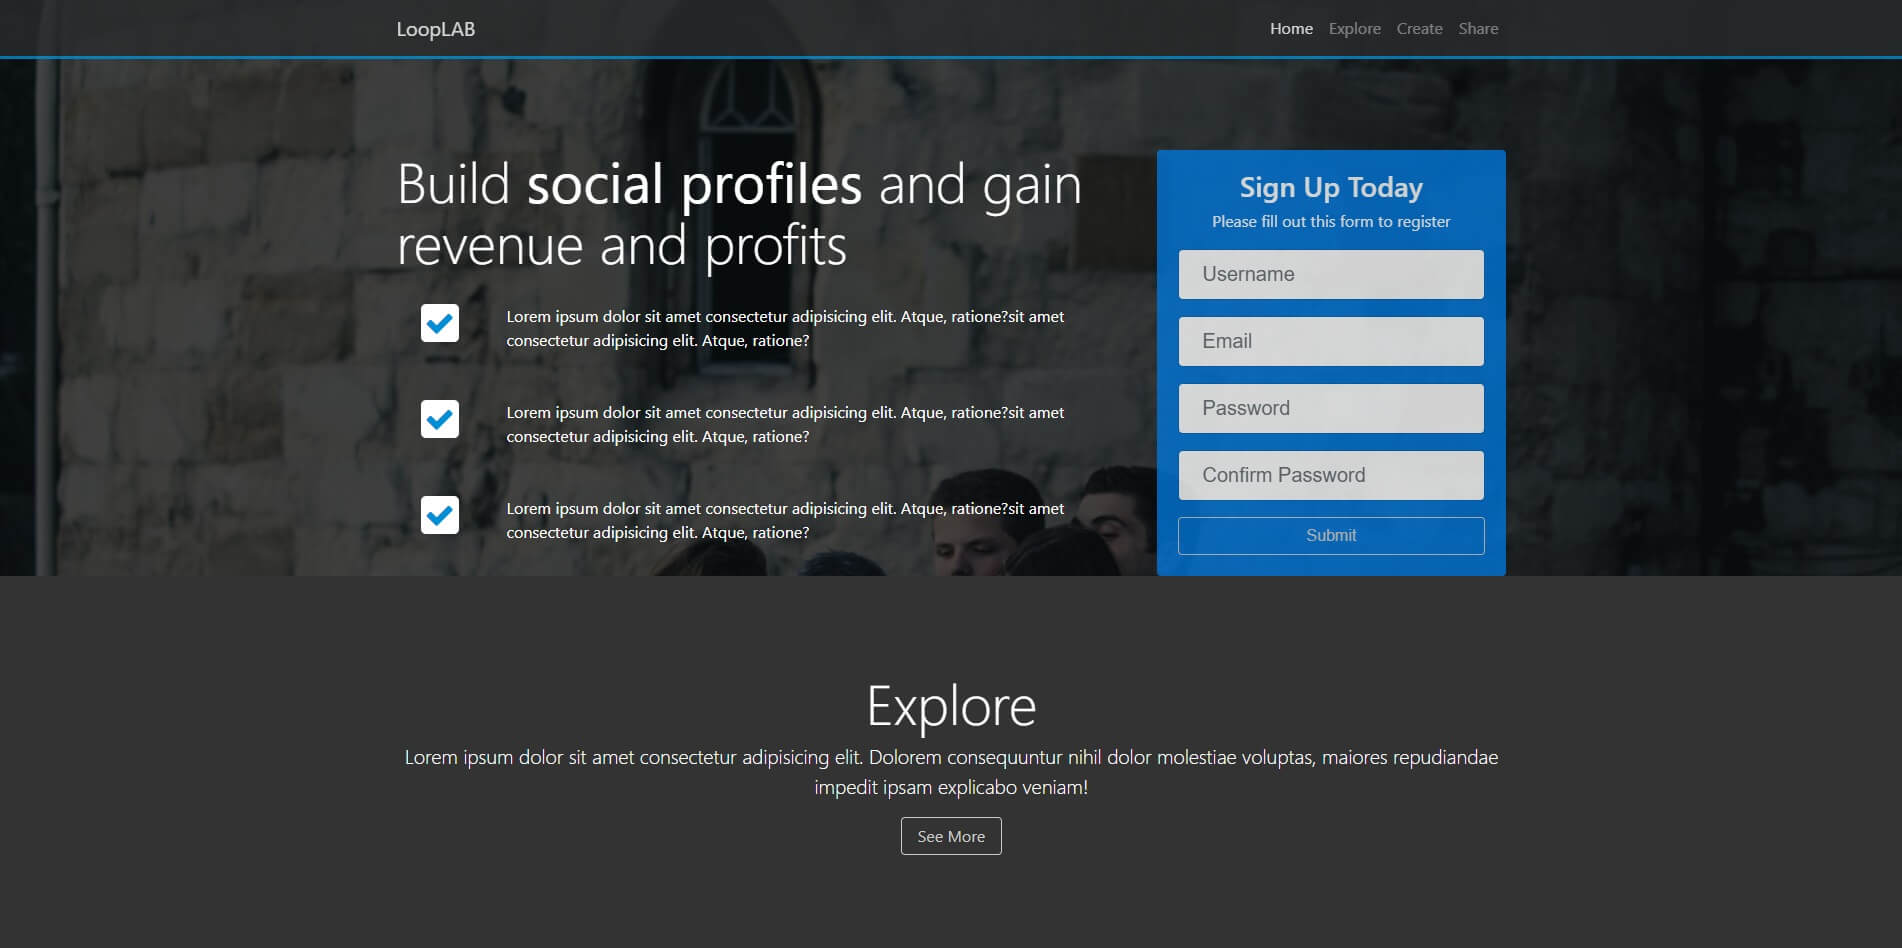 LoopLAB
Home Explore Create Share
Build social profiles and gain
revenue and profits
Lorem ipsum dolor sit amet consectetur adipisicing elit. Atque, ratione?sit amet
consectetur adipisicing elit. Atque, ratione?
Lorem ipsum dolor sit amet consectetur adipisicing elit. Atque, ratione?sit amet
consectetur adipisicing elit. Atque, ratione?
Lorem ipsum dolor sit amet consectetur adipisicing elit. Atque, ratione?sit amet
consectetur adipisicing elit. Atque, ratione?
Sign Up Today
Please fill out this form to register
Username
Email
Password
Confirm Password
Submit
Explore
Lorem ipsum dolor sit amet consectetur adipisicing elit. Dolorem consequuntur nihil dolor molestiae voluptas, maiores repudiandae
impedit ipsam explicabo veniam!
See More